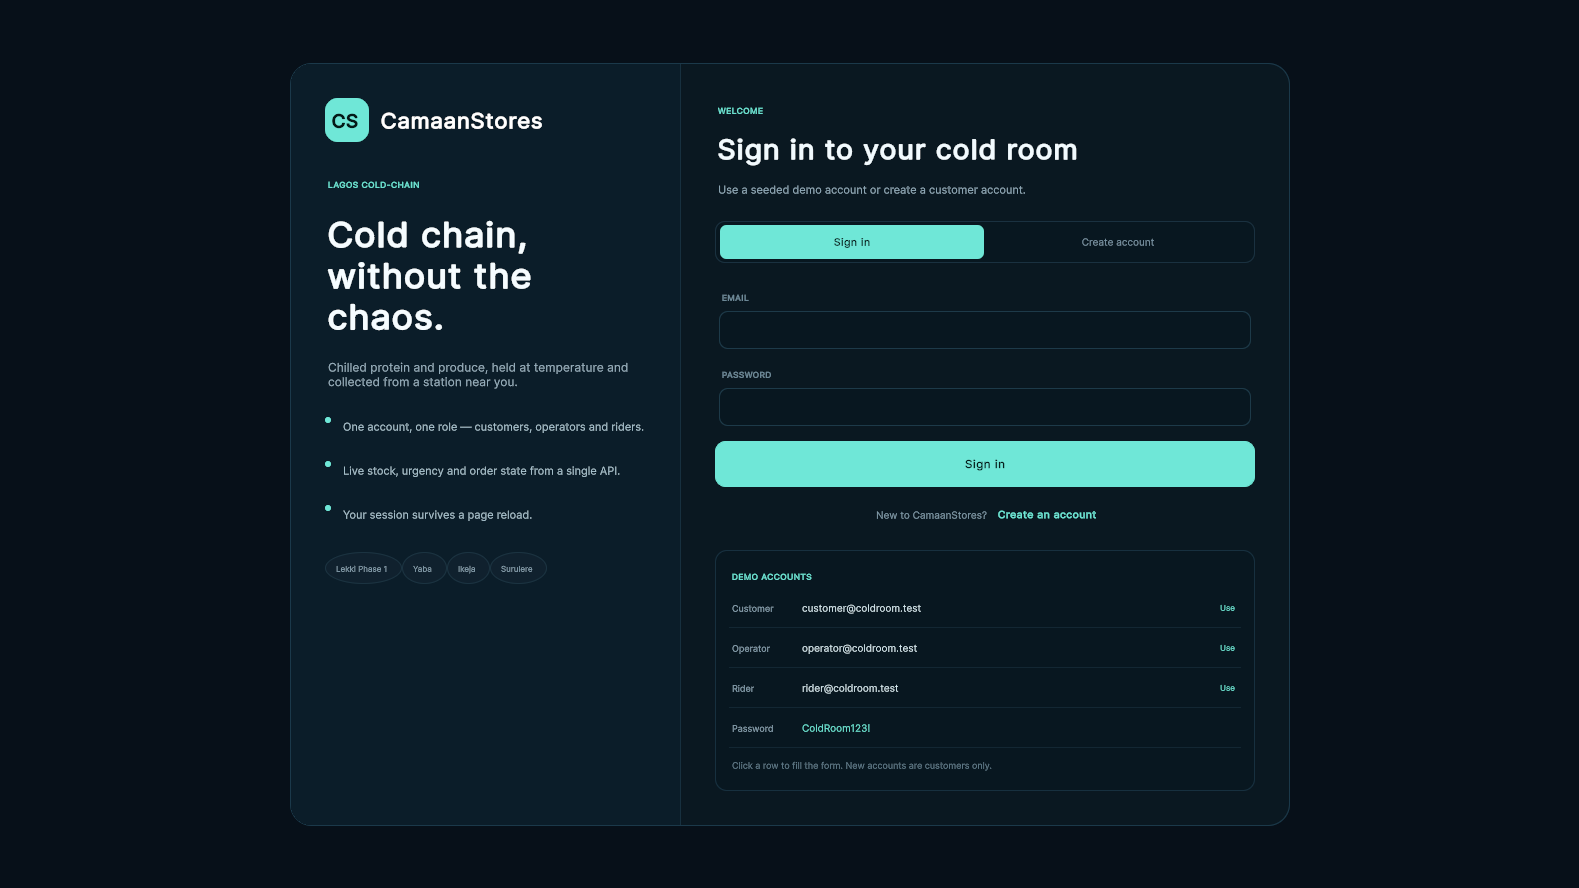 CS
CamaanStores
LAGOS COLD-CHAIN
Cold chain,
without the
chaos.
Chilled protein and produce, held at temperature and
collected from a station near you.
One account, one role — customers, operators and riders.
Live stock, urgency and order state from a single API.
Your session survives a page reload.
Lekki Phase 1
Yaba
Ikeja
Surulere
WELCOME
Sign in to your cold room
Use a seeded demo account or create a customer account.
Sign in
Create account
EMAIL
PASSWORD
Sign in
New to CamaanStores? Create an account
DEMO ACCOUNTS
Customer customer@coldroom.test Use
Operator operator@coldroom.test Use
Rider rider@coldroom.test Use
Password ColdRoom123!
Click a row to fill the form. New accounts are customers only.